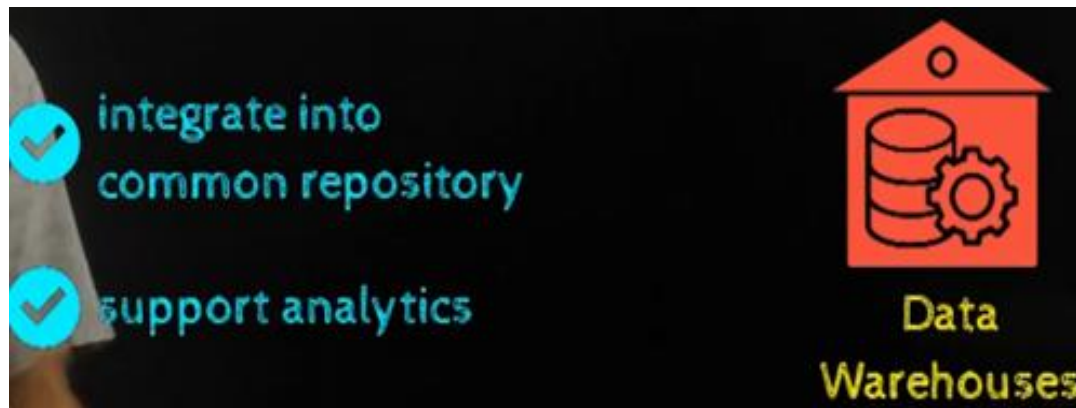 integrate into
common repository
support analytics
Data
Warehouses